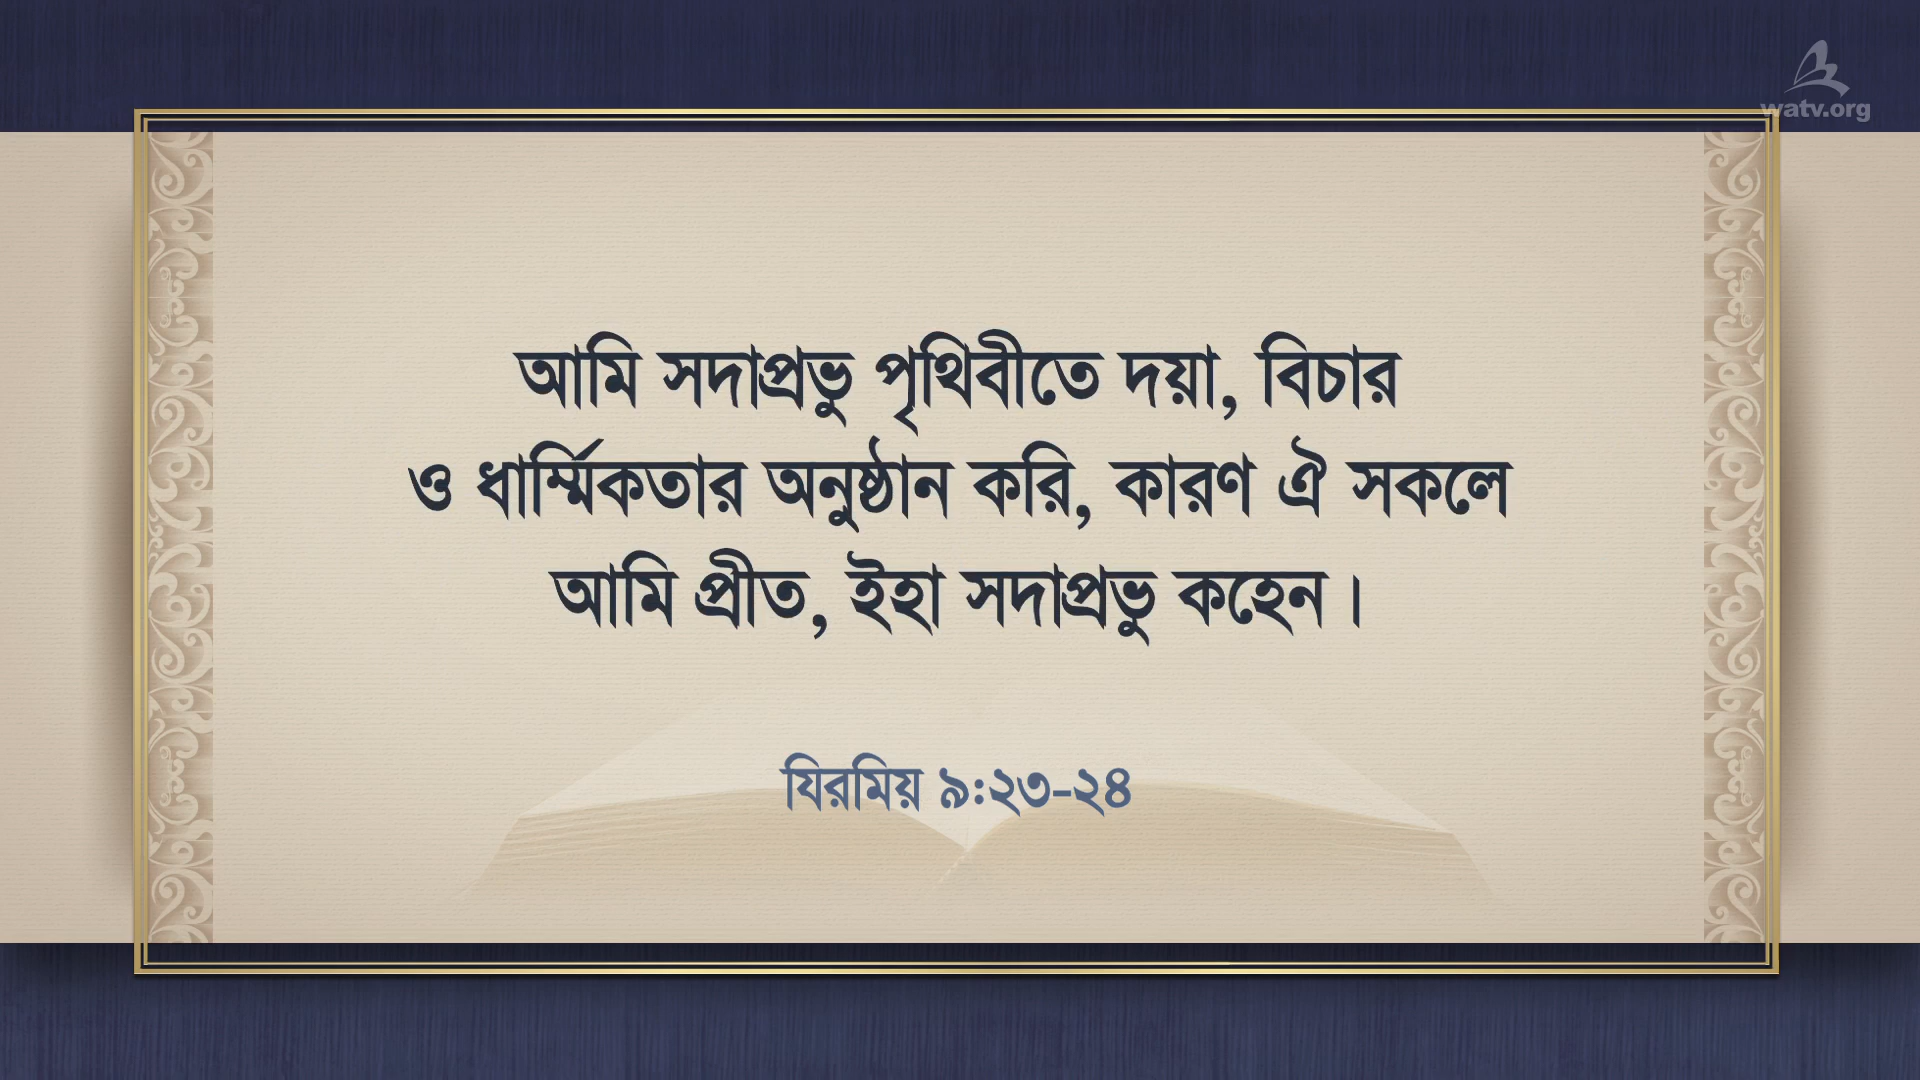 watv.org
আমি সদাপ্রভু পৃথিবীতে দয়া, বিচার
ও ধার্ম্মিকতার অনুষ্ঠান করি, কারণ ঐ সকলে
আমি প্রীত, ইহা সদাপ্রভু কহেন।
যিরমিয় ৯:২৩-২৪